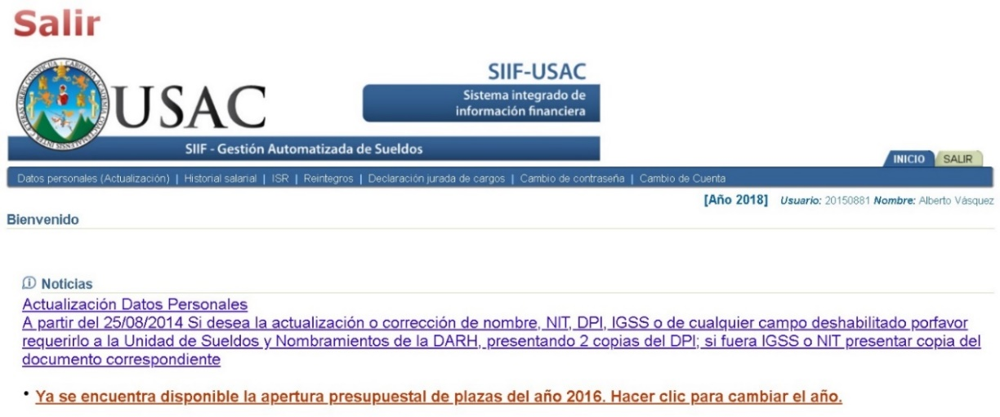 Salir
USAC
SIIF-USAC
Sistema integrado de
información financiera
SIIF - Gestión Automatizada de Sueldos
INICIO SALIR
Datos personales (Actualización) | Historial salarial | ISR | Reintegros | Declaración jurada de cargos | Cambio de contraseña | Cambio de Cuenta
[Año 2018] Usuario: 20150881 Nombre: Alberto Vásquez
Bienvenido
Noticias
Actualización Datos Personales
A partir del 25/08/2014 Si desea la actualización o corrección de nombre, NIT, DPI, IGSS o de cualquier campo deshabilitado porfavor
requerirlo a la Unidad de Sueldos y Nombramientos de la DARH, presentando 2 copias del DPI; si fuera IGSS o NIT presentar copia del
documento correspondiente
• Ya se encuentra disponible la apertura presupuestal de plazas del año 2016. Hacer clic para cambiar el año.